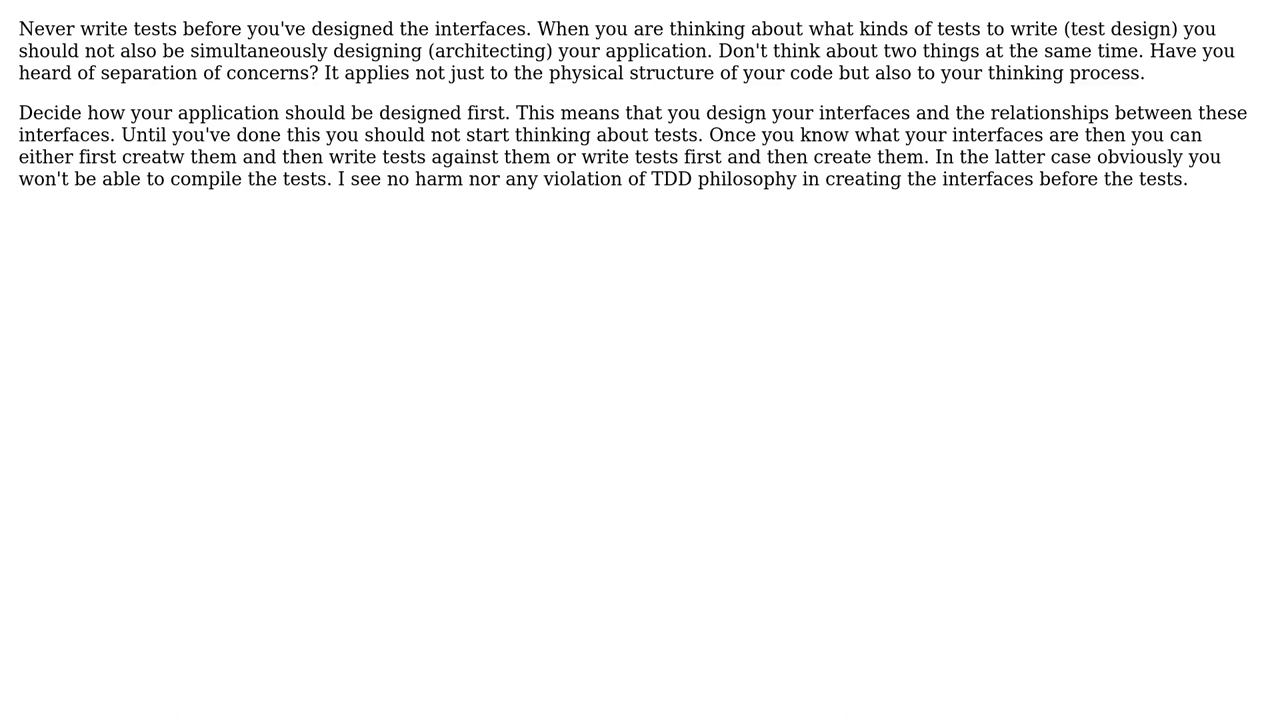 Never write tests before you've designed the interfaces. When you are thinking about what kinds of tests to write (test design) you
should not also be simultaneously designing (architecting) your application. Don't think about two things at the same time. Have you
heard of separation of concerns? It applies not just to the physical structure of your code but also to your thinking process.
Decide how your application should be designed first. This means that you design your interfaces and the relationships between these
interfaces. Until you've done this you should not start thinking about tests. Once you know what your interfaces are then you can
either first creatw them and then write tests against them or write tests first and then create them. In the latter case obviously you
won't be able to compile the tests. I see no harm nor any violation of TDD philosophy in creating the interfaces before the tests.